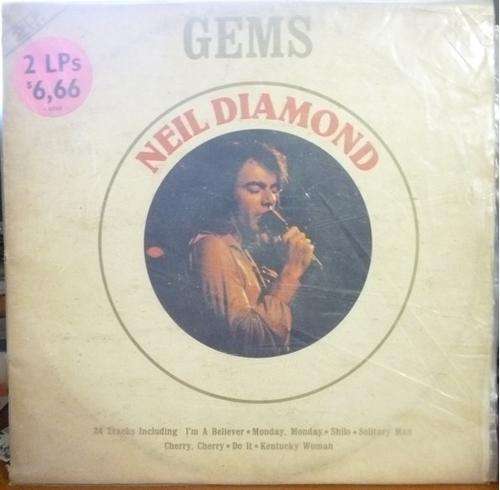 GEMS
2 LPs
$6,66
NEIL DIAMOND
24 Tracks Including I'm A Believer • Monday, Monday • Shilo • Solitary Man
Cherry, Cherry • Do It • Kentucky Woman